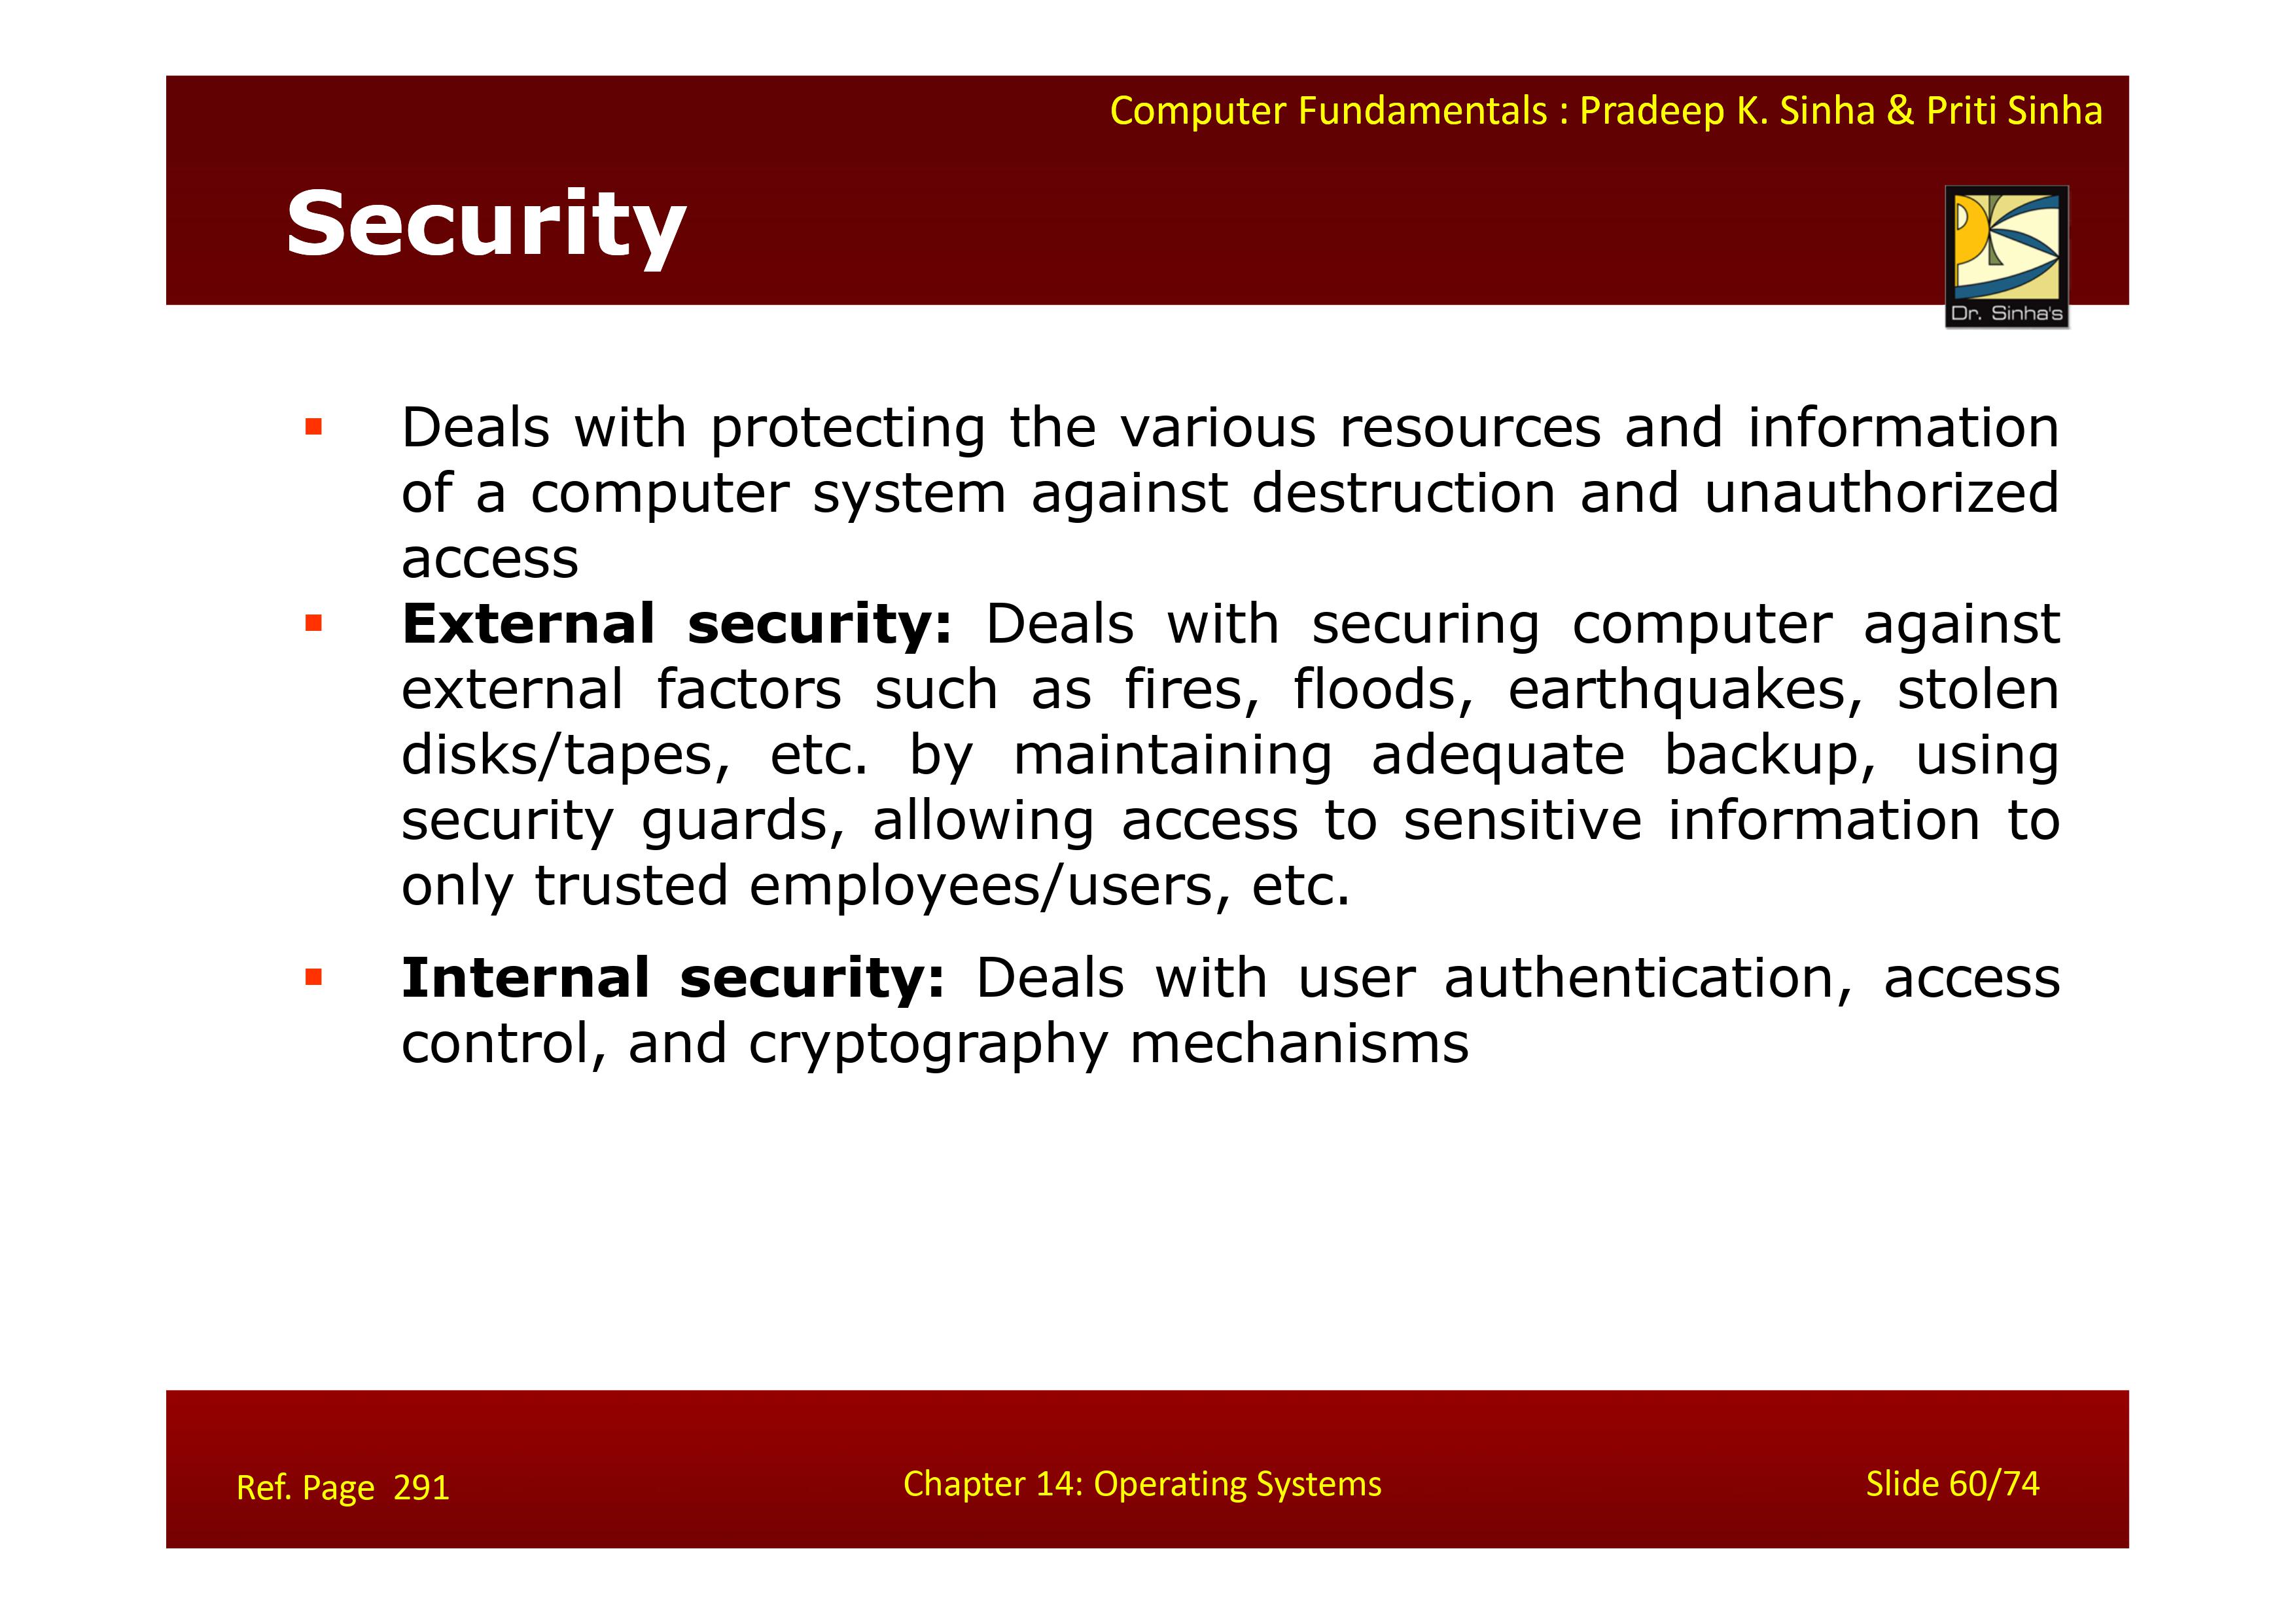 Computer Fundamentals : Pradeep K. Sinha & Priti Sinha
Security
Dr. Sinha's
▪ Deals with protecting the various resources and information
of a computer system against destruction and unauthorized
access
▪ External security: Deals with securing computer against
external factors such as fires, floods, earthquakes, stolen
disks/tapes, etc. by maintaining adequate backup, using
security guards, allowing access to sensitive information to
only trusted employees/users, etc.
▪ Internal security: Deals with user authentication, access
control, and cryptography mechanisms
Ref. Page 291
Chapter 14: Operating Systems
Slide 60/74